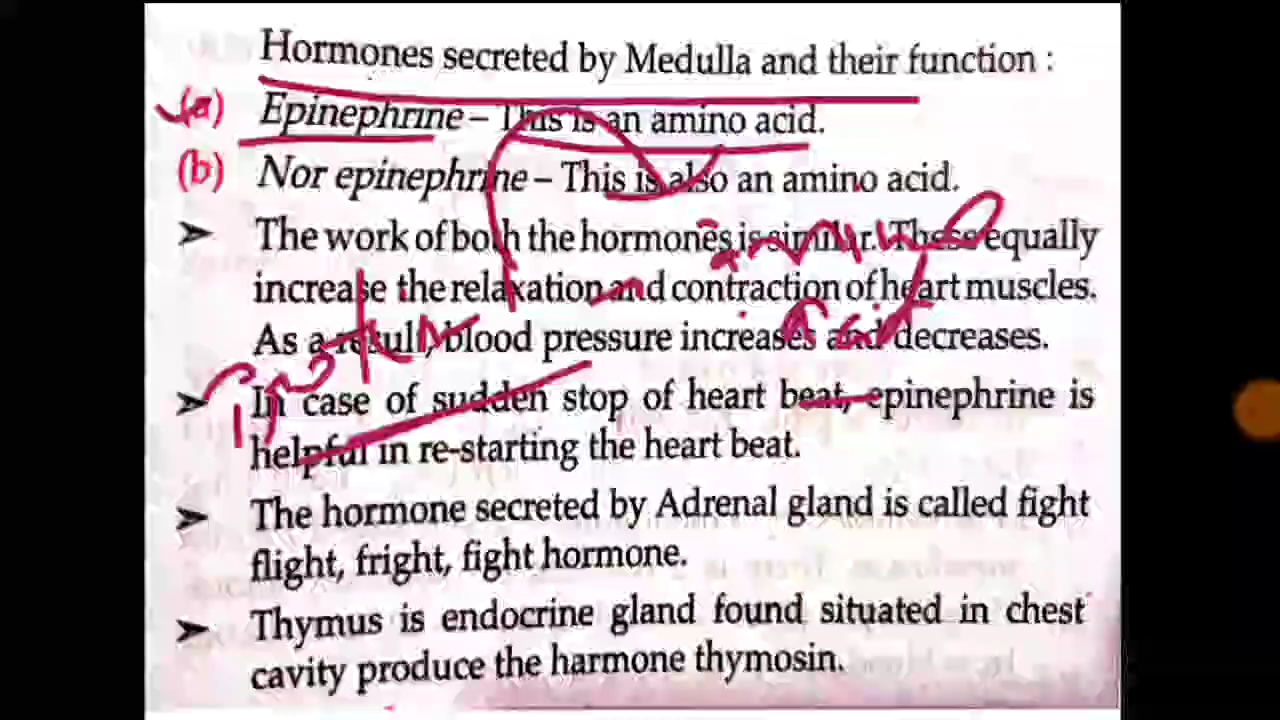 Hormones secreted by Medulla and their function :
(a) Epinephrine – This is an amino acid.
(b) Nor epinephrine – This is also an amino acid.
➤ The work of both the hormones is similar. These equally
increase the relaxation and contraction of heart muscles.
As a result, blood pressure increases and decreases.
➤ In case of sudden stop of heart beat, epinephrine is
helpful in re-starting the heart beat.
➤ The hormone secreted by Adrenal gland is called fight
flight, fright, fight hormone.
➤ Thymus is endocrine gland found situated in chest
cavity produce the harmone thymosin.
amino
acid